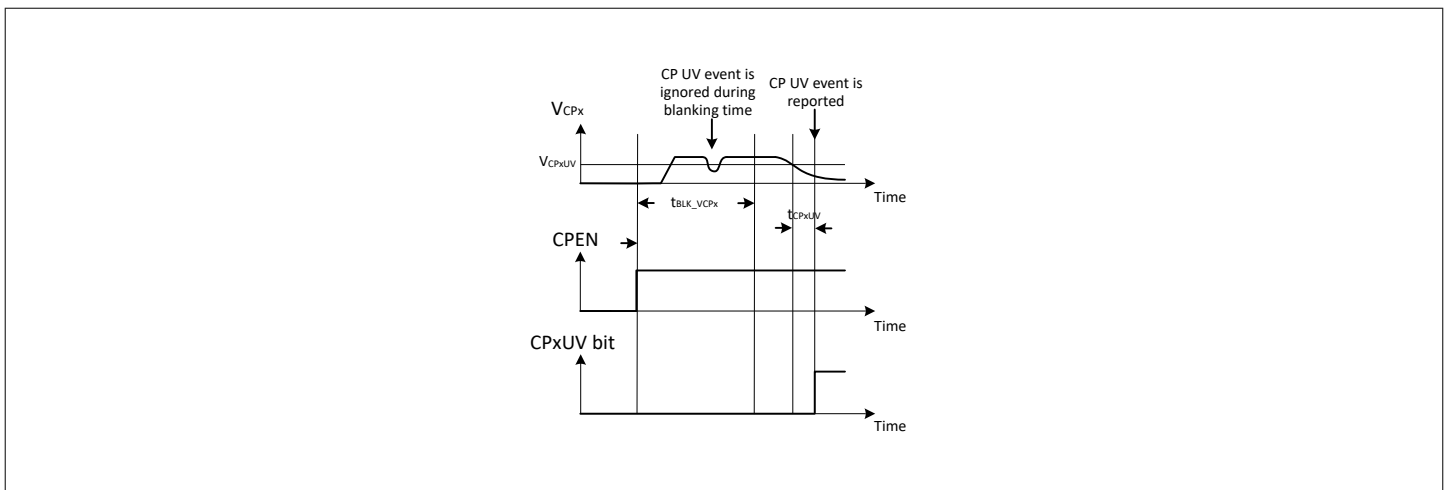 CP UV event is
ignored during
blanking time
CP UV event is
reported
VCPx
VCPxUV
Time
tBLK_VCPx
tCPxUV
CPEN
Time
CPxUV bit
Time